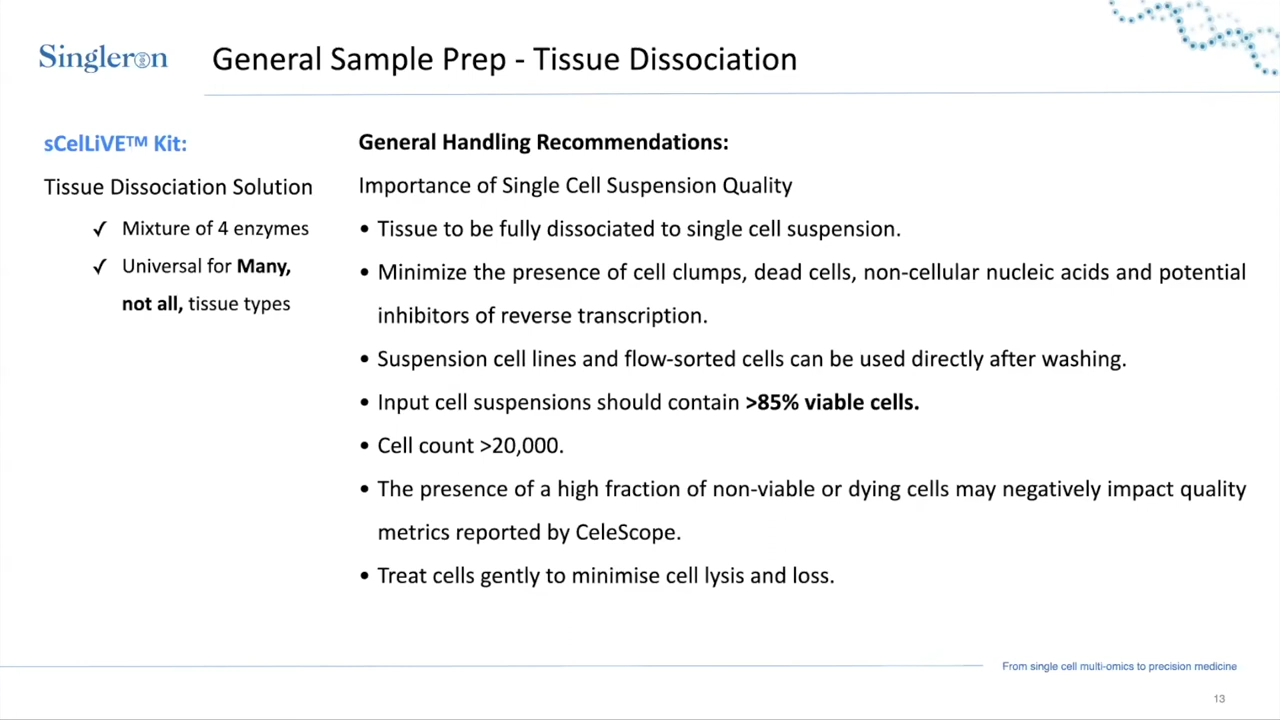 Singleron
General Sample Prep - Tissue Dissociation
sCelLiVE™ Kit:
Tissue Dissociation Solution
✓ Mixture of 4 enzymes
✓ Universal for Many,
not all, tissue types
General Handling Recommendations:
Importance of Single Cell Suspension Quality
• Tissue to be fully dissociated to single cell suspension.
• Minimize the presence of cell clumps, dead cells, non-cellular nucleic acids and potential
inhibitors of reverse transcription.
• Suspension cell lines and flow-sorted cells can be used directly after washing.
• Input cell suspensions should contain >85% viable cells.
• Cell count >20,000.
• The presence of a high fraction of non-viable or dying cells may negatively impact quality
metrics reported by CeleScope.
• Treat cells gently to minimise cell lysis and loss.
From single cell multi-omics to precision medicine
13